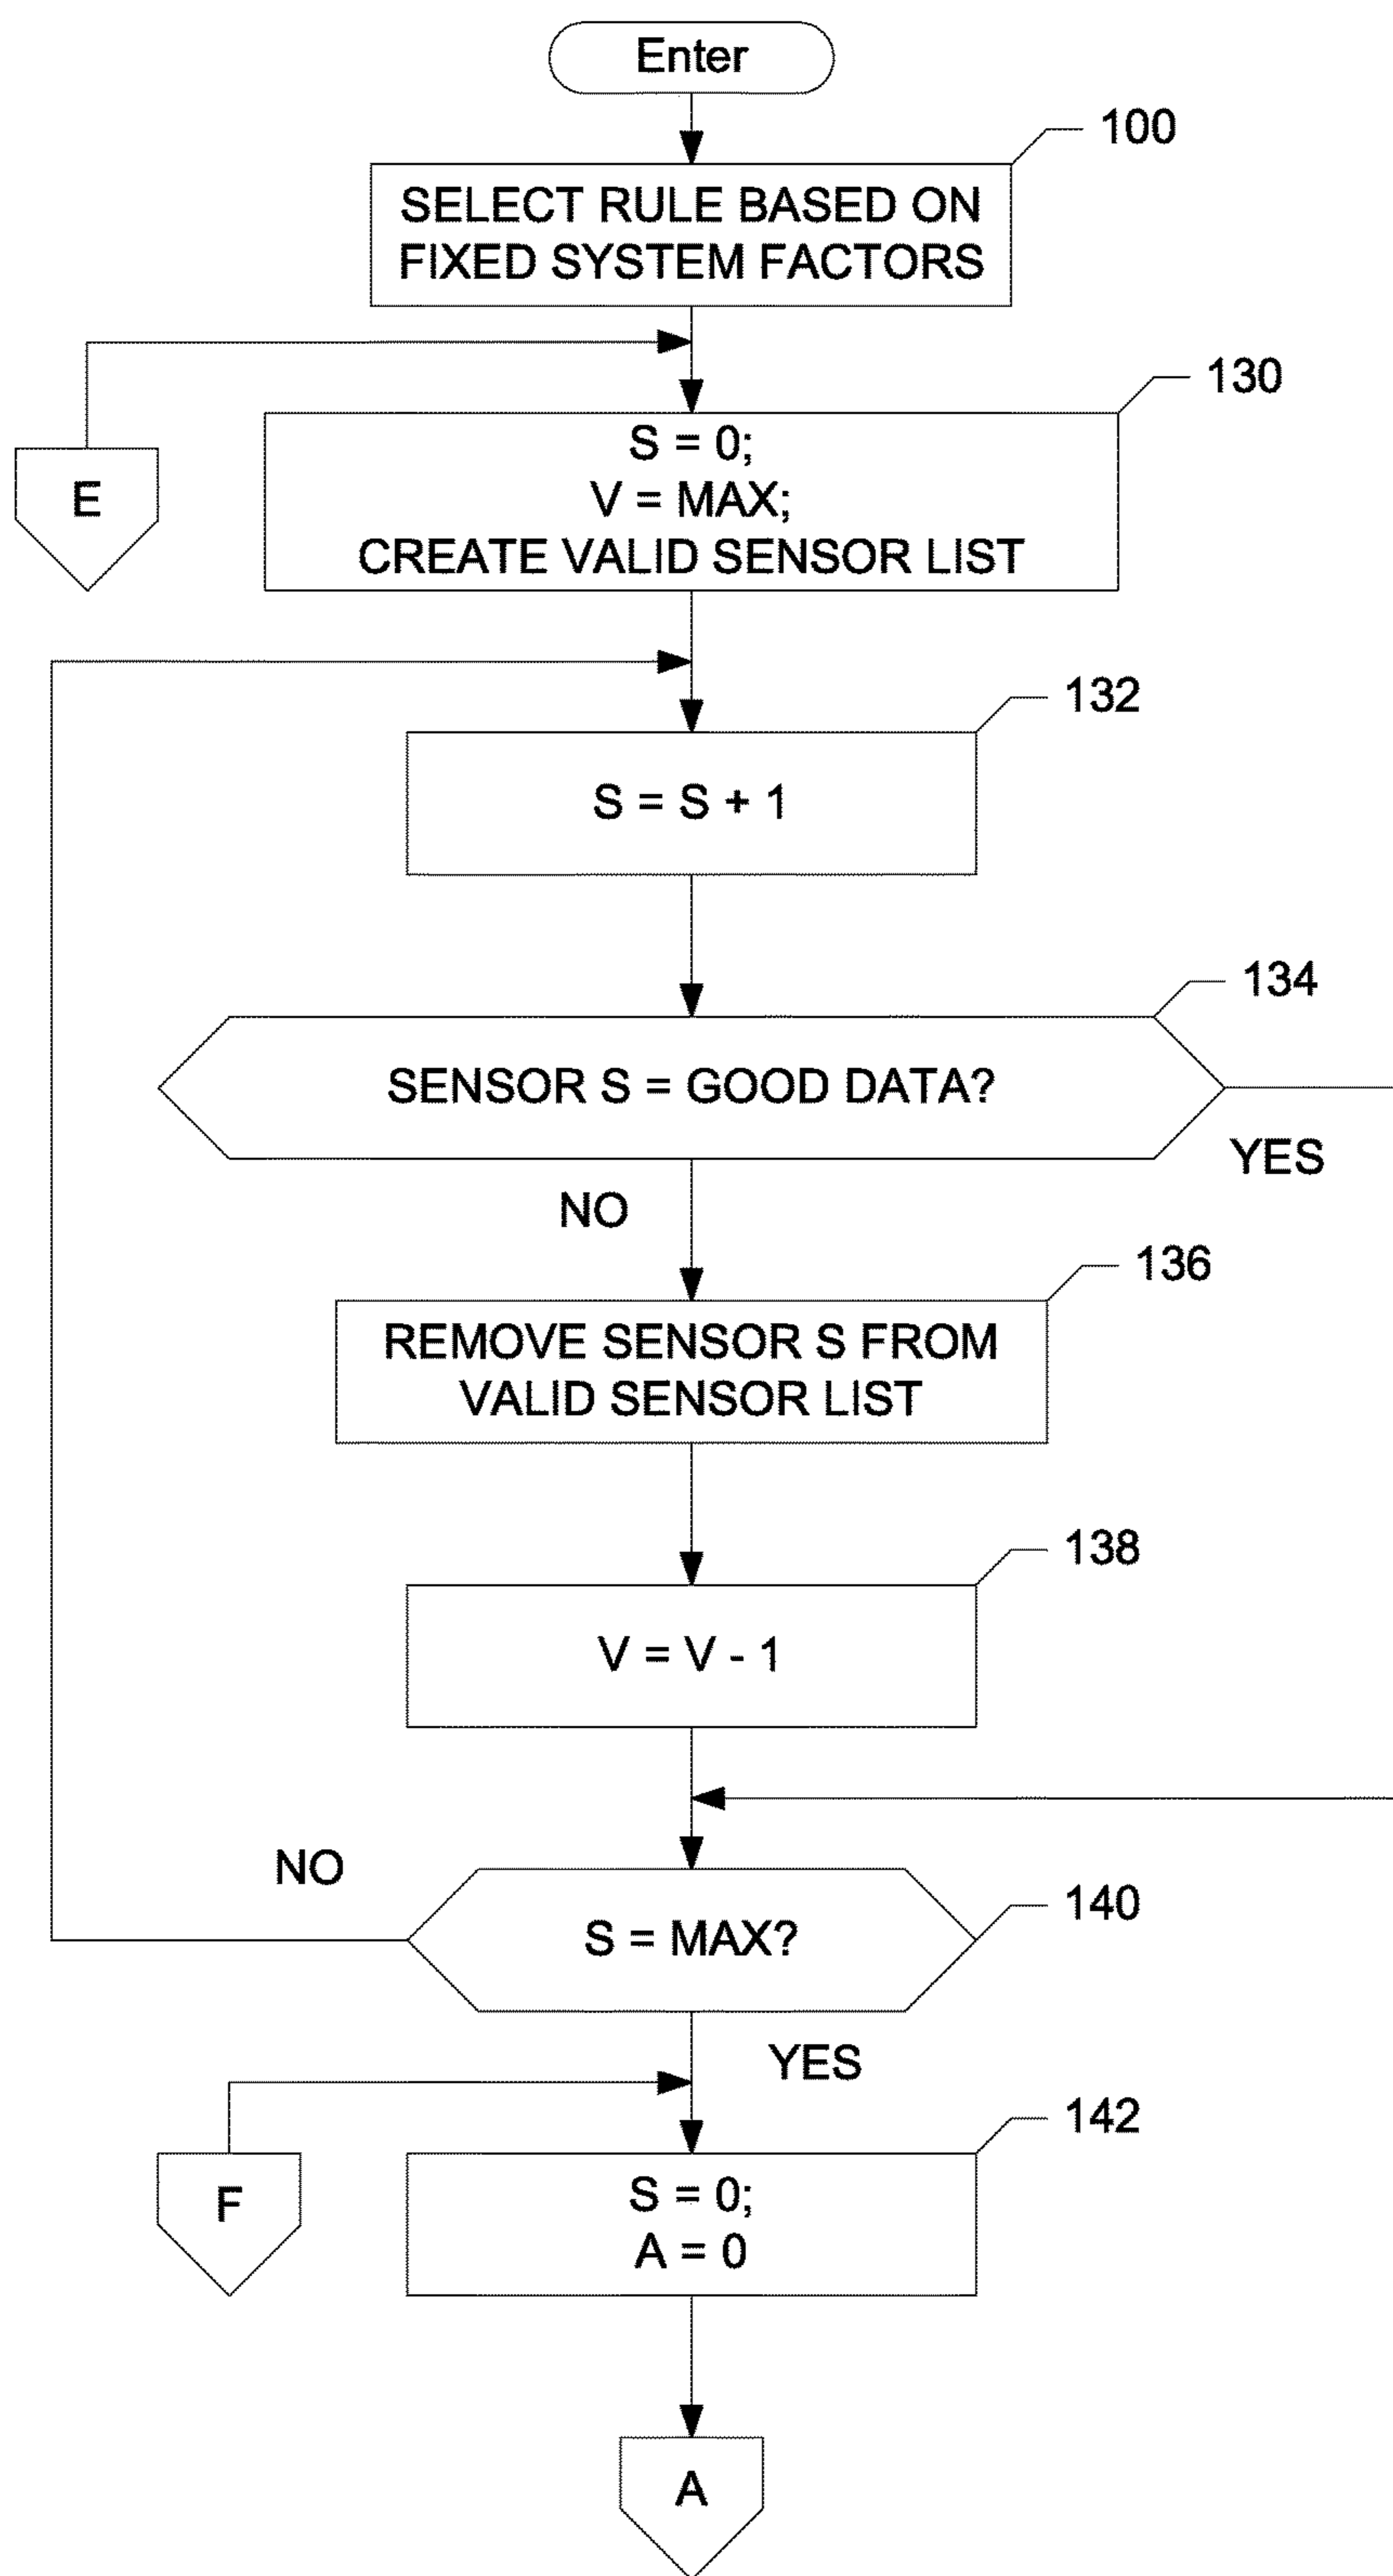 Enter
100
SELECT RULE BASED ON
FIXED SYSTEM FACTORS
130
S = 0;
V = MAX;
CREATE VALID SENSOR LIST
E
132
S = S + 1
134
SENSOR S = GOOD DATA?
YES
NO
136
REMOVE SENSOR S FROM
VALID SENSOR LIST
138
V = V - 1
NO
140
S = MAX?
YES
142
F
S = 0;
A = 0
A